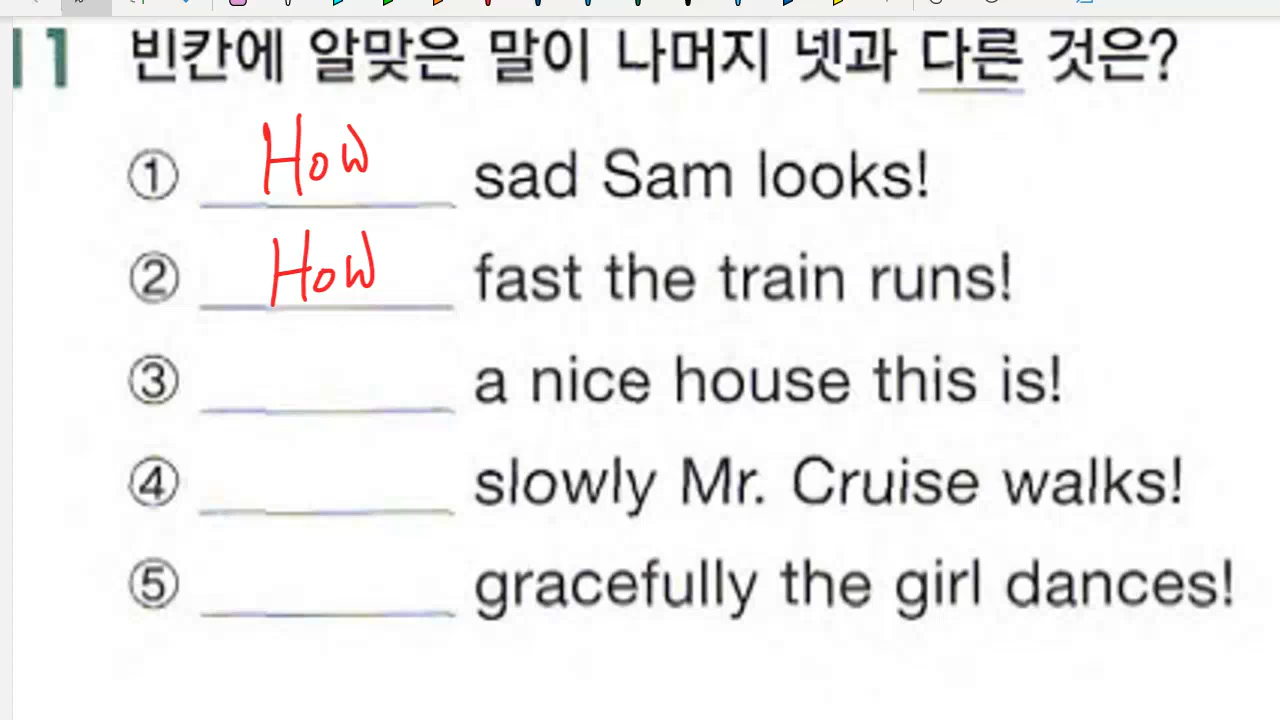 11 빈칸에 알맞은 말이 나머지 넷과 다른 것은?
① How sad Sam looks!
② How fast the train runs!
③ a nice house this is!
④ slowly Mr. Cruise walks!
⑤ gracefully the girl dances!